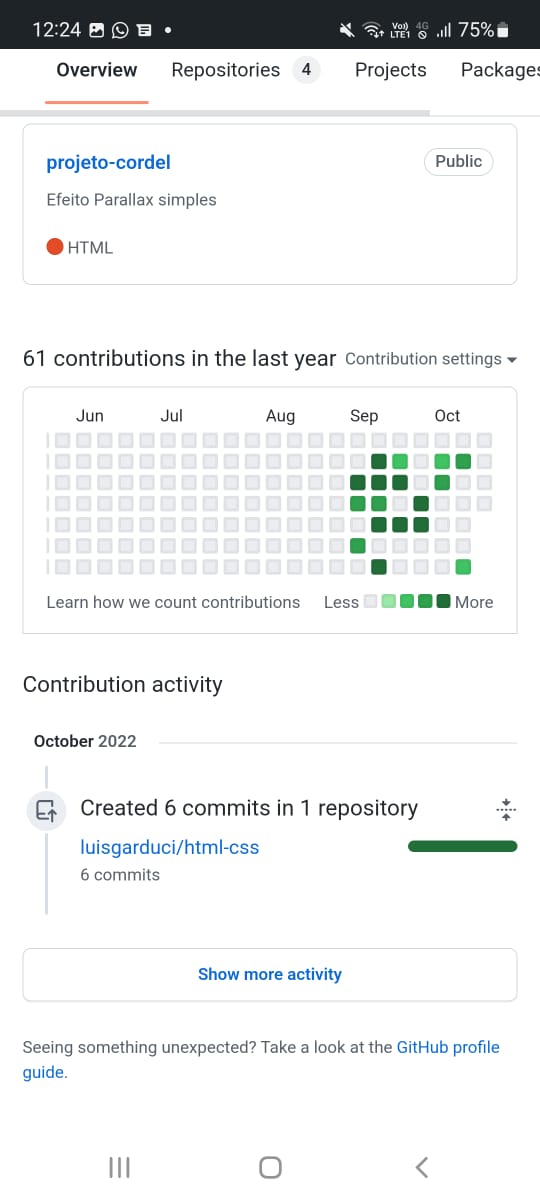 12:24 Vo)) LTE1 4G 75%
Overview Repositories 4 Projects Packages
projeto-cordel Public
Efeito Parallax simples
HTML
61 contributions in the last year Contribution settings
Jun Jul Aug Sep Oct
Learn how we count contributions Less More
Contribution activity
October 2022
Created 6 commits in 1 repository
luisgarduci/html-css
6 commits
Show more activity
Seeing something unexpected? Take a look at the GitHub profile
guide.